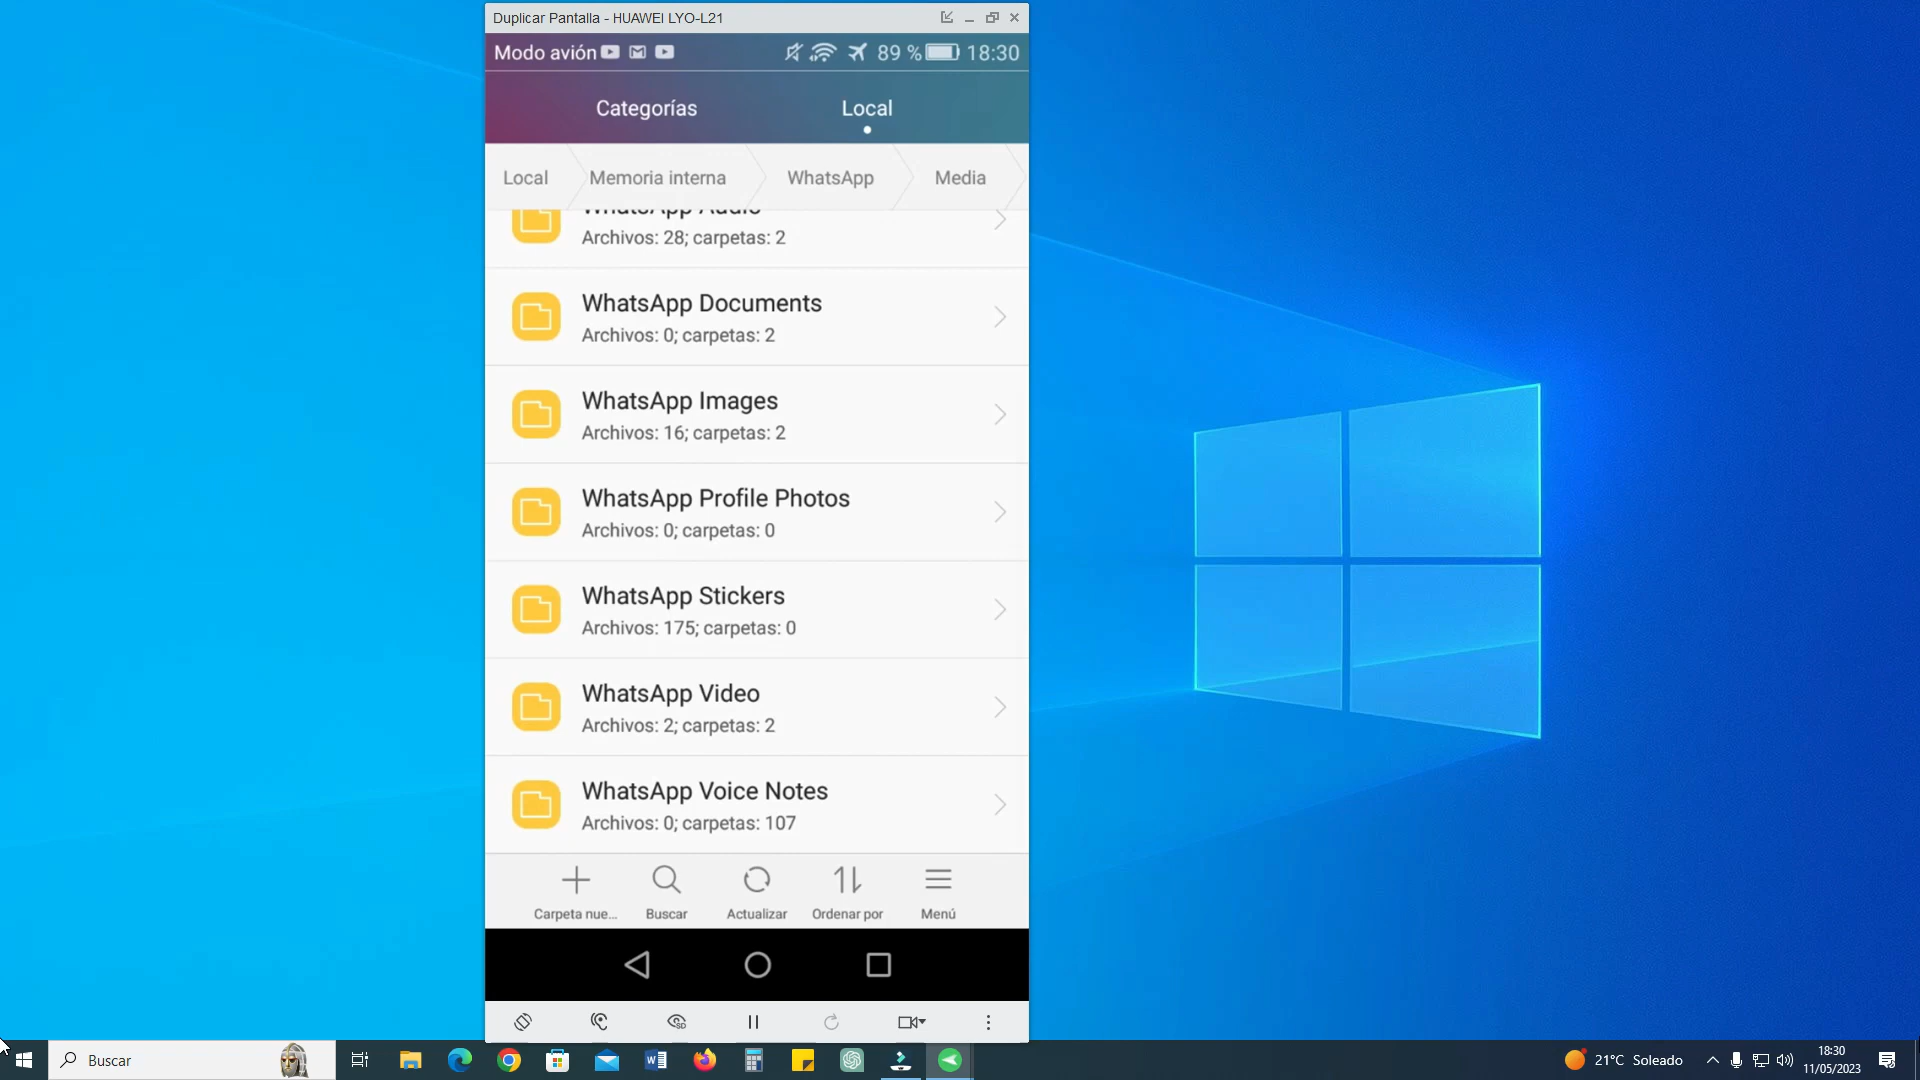 Duplicar Pantalla - HUAWEI LYO-L21
Modo avión 89 % 18:30
Categorías Local
Local Memoria interna WhatsApp Media
WhatsApp Audio
Archivos: 28; carpetas: 2
WhatsApp Documents
Archivos: 0; carpetas: 2
WhatsApp Images
Archivos: 16; carpetas: 2
WhatsApp Profile Photos
Archivos: 0; carpetas: 0
WhatsApp Stickers
Archivos: 175; carpetas: 0
WhatsApp Video
Archivos: 2; carpetas: 2
WhatsApp Voice Notes
Archivos: 0; carpetas: 107
Carpeta nue... Buscar Actualizar Ordenar por Menú
SD
Buscar
21°C Soleado
18:30
11/05/2023